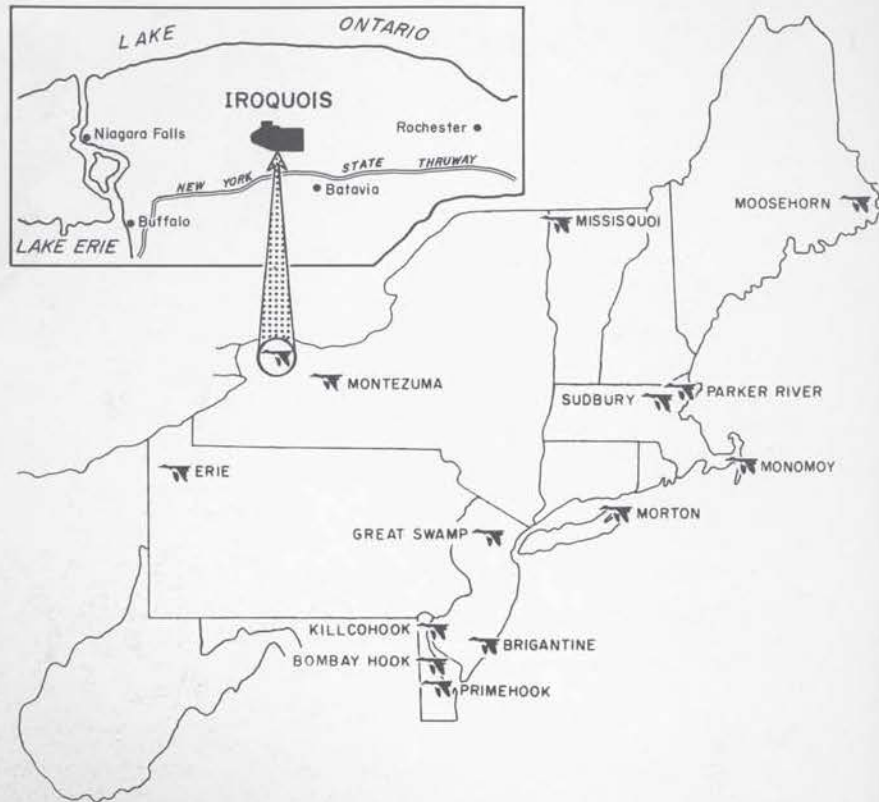 LAKE ONTARIO
IROQUOIS
Rochester
Niagara Falls
NEW YORK STATE THRUWAY
Batavia
Buffalo
LAKE ERIE
MISSISQUOI
MOOSEHORN
MONTEZUMA
SUDBURY
PARKER RIVER
ERIE
MONOMOY
MORTON
GREAT SWAMP
KILLCOHOOK
BRIGANTINE
BOMBAY HOOK
PRIMEHOOK